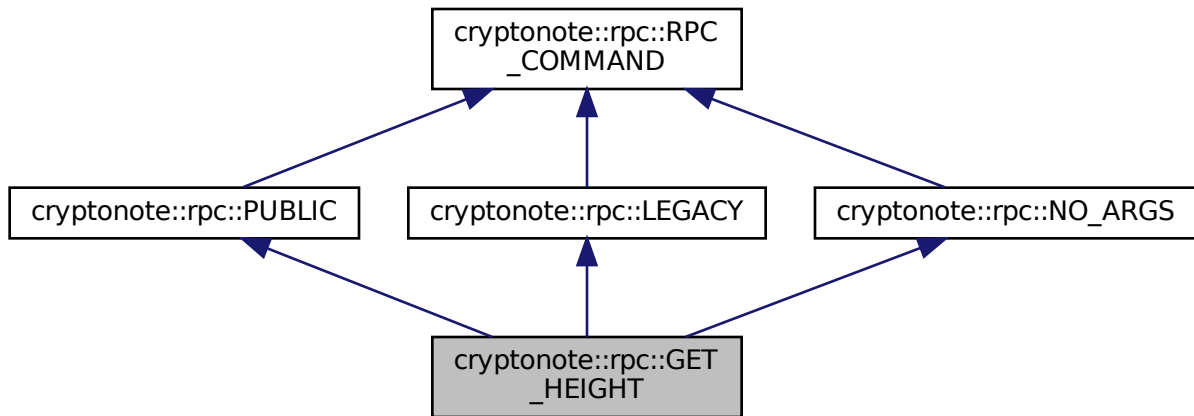 cryptonote::rpc::RPC
_COMMAND
cryptonote::rpc::PUBLIC
cryptonote::rpc::LEGACY
cryptonote::rpc::NO_ARGS
cryptonote::rpc::GET
_HEIGHT